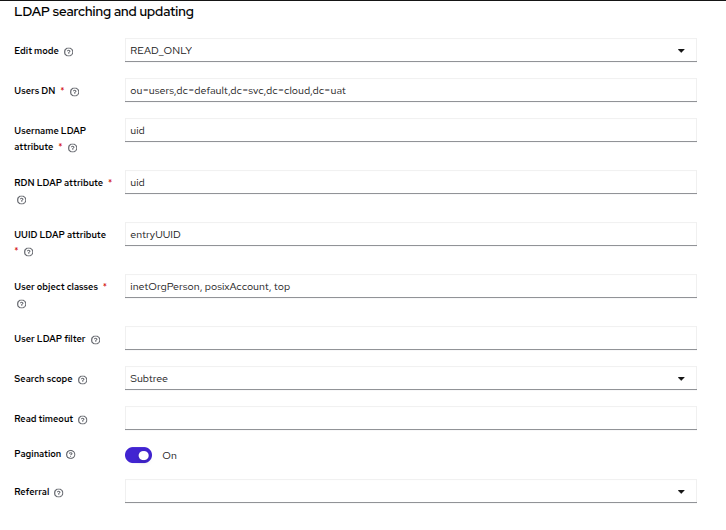 LDAP searching and updating
Edit mode
READ_ONLY
Users DN *
ou=users,dc=default,dc=svc,dc=cloud,dc=uat
Username LDAP
attribute *
uid
RDN LDAP attribute *
uid
UUID LDAP attribute
*
entryUUID
User object classes *
inetOrgPerson, posixAccount, top
User LDAP filter
Search scope
Subtree
Read timeout
Pagination
On
Referral